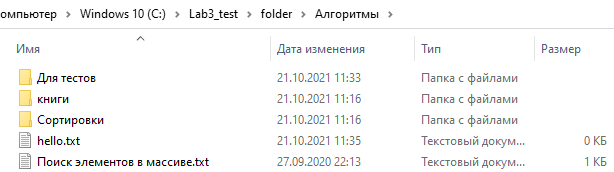 омпьютер > Windows 10 (C:) > Lab3_test > folder > Алгоритмы >
Имя Дата изменения Тип Размер
Для тестов 21.10.2021 11:33 Папка с файлами
книги 21.10.2021 11:16 Папка с файлами
Сортировки 21.10.2021 11:16 Папка с файлами
hello.txt 21.10.2021 11:35 Текстовый докум... 0 КБ
Поиск элементов в массиве.txt 27.09.2020 22:13 Текстовый докум... 1 КБ